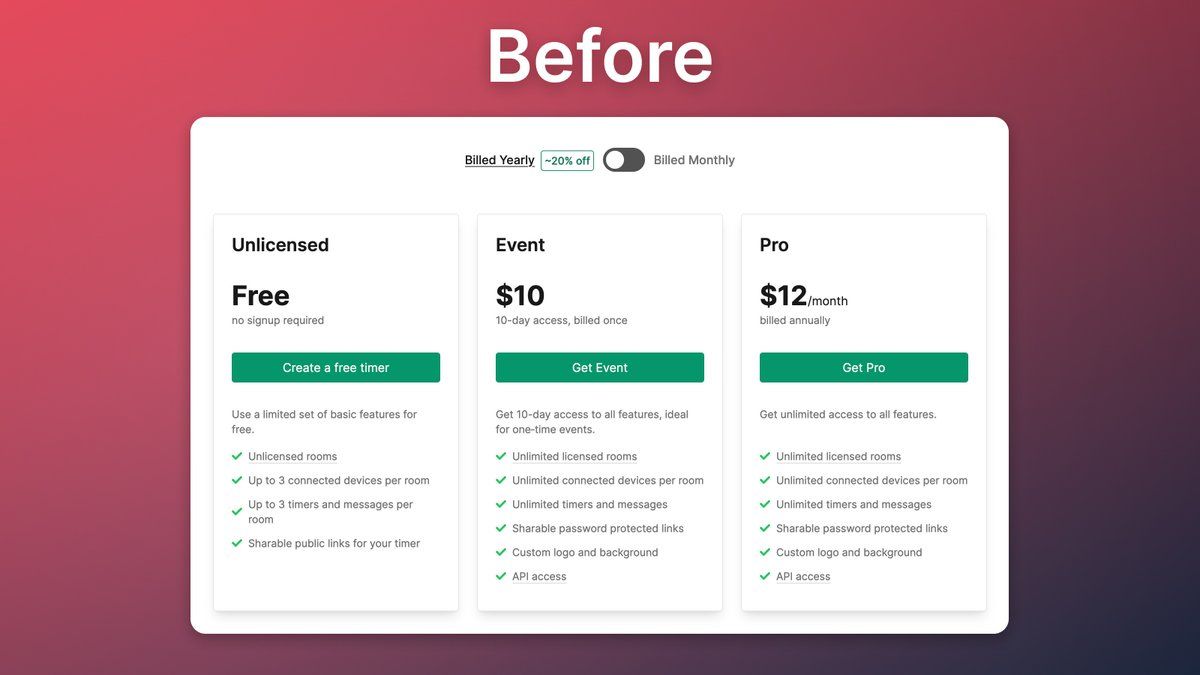 Before
Billed Yearly ~20% off Billed Monthly
Unlicensed
Free
no signup required
Create a free timer
Use a limited set of basic features for
free.
Unlicensed rooms
Up to 3 connected devices per room
Up to 3 timers and messages per
room
Sharable public links for your timer
Event
$10
10-day access, billed once
Get Event
Get 10-day access to all features, ideal
for one-time events.
Unlimited licensed rooms
Unlimited connected devices per room
Unlimited timers and messages
Sharable password protected links
Custom logo and background
API access
Pro
$12/month
billed annually
Get Pro
Get unlimited access to all features.
Unlimited licensed rooms
Unlimited connected devices per room
Unlimited timers and messages
Sharable password protected links
Custom logo and background
API access